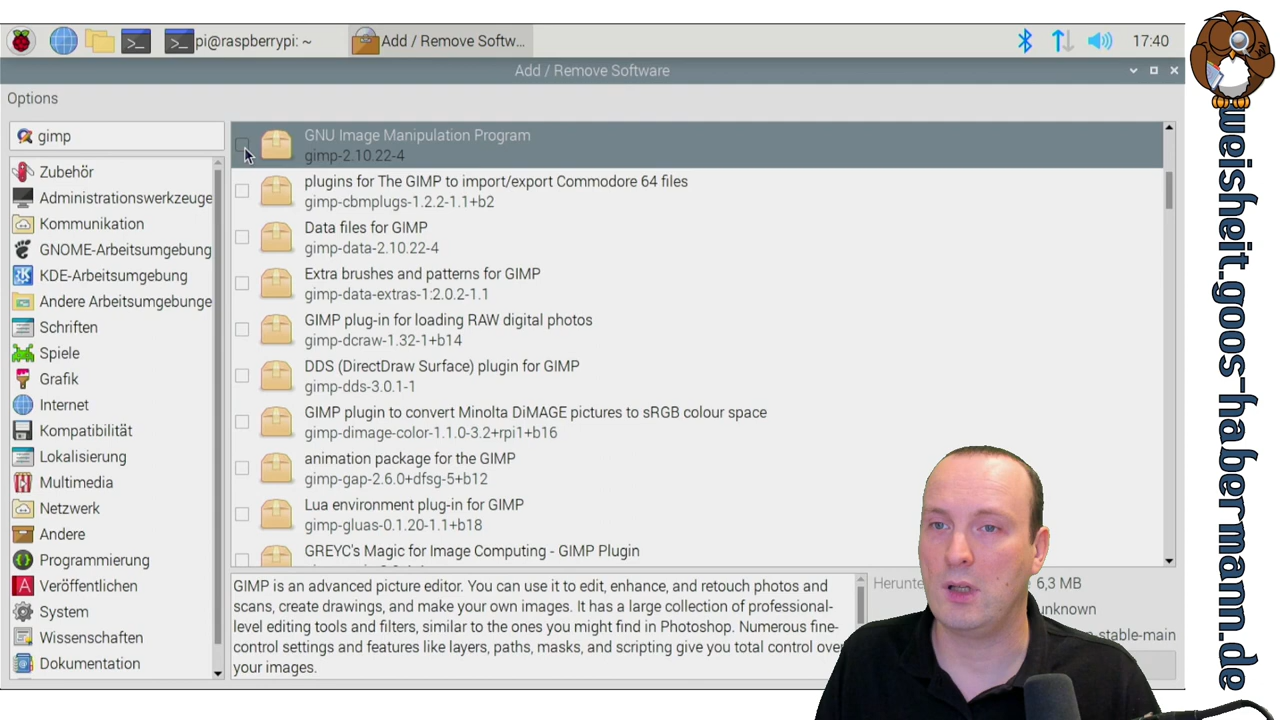 pi@raspberrypi: ~
Add / Remove Softw...
17:40
Add / Remove Software
Options
gimp
Zubehör
Administrationswerkzeuge
Kommunikation
GNOME-Arbeitsumgebung
KDE-Arbeitsumgebung
Andere Arbeitsumgebunge
Schriften
Spiele
Grafik
Internet
Kompatibilität
Lokalisierung
Multimedia
Netzwerk
Andere
Programmierung
Veröffentlichen
System
Wissenschaften
Dokumentation
GNU Image Manipulation Program
gimp-2.10.22-4
plugins for The GIMP to import/export Commodore 64 files
gimp-cbmplugs-1.2.2-1.1+b2
Data files for GIMP
gimp-data-2.10.22-4
Extra brushes and patterns for GIMP
gimp-data-extras-1:2.0.2-1.1
GIMP plug-in for loading RAW digital photos
gimp-dcraw-1.32-1+b14
DDS (DirectDraw Surface) plugin for GIMP
gimp-dds-3.0.1-1
GIMP plugin to convert Minolta DiMAGE pictures to sRGB colour space
gimp-dimage-color-1.1.0-3.2+rpi1+b16
animation package for the GIMP
gimp-gap-2.6.0+dfsg-5+b12
Lua environment plug-in for GIMP
gimp-gluas-0.1.20-1.1+b18
GREYC's Magic for Image Computing - GIMP Plugin
GIMP is an advanced picture editor. You can use it to edit, enhance, and retouch photos and
scans, create drawings, and make your own images. It has a large collection of professional-
level editing tools and filters, similar to the ones you might find in Photoshop. Numerous fine-
control settings and features like layers, paths, masks, and scripting give you total control over
your images.
Herunte
6,3 MB
unknown
stable-main
weisheit.goos-habermann.de